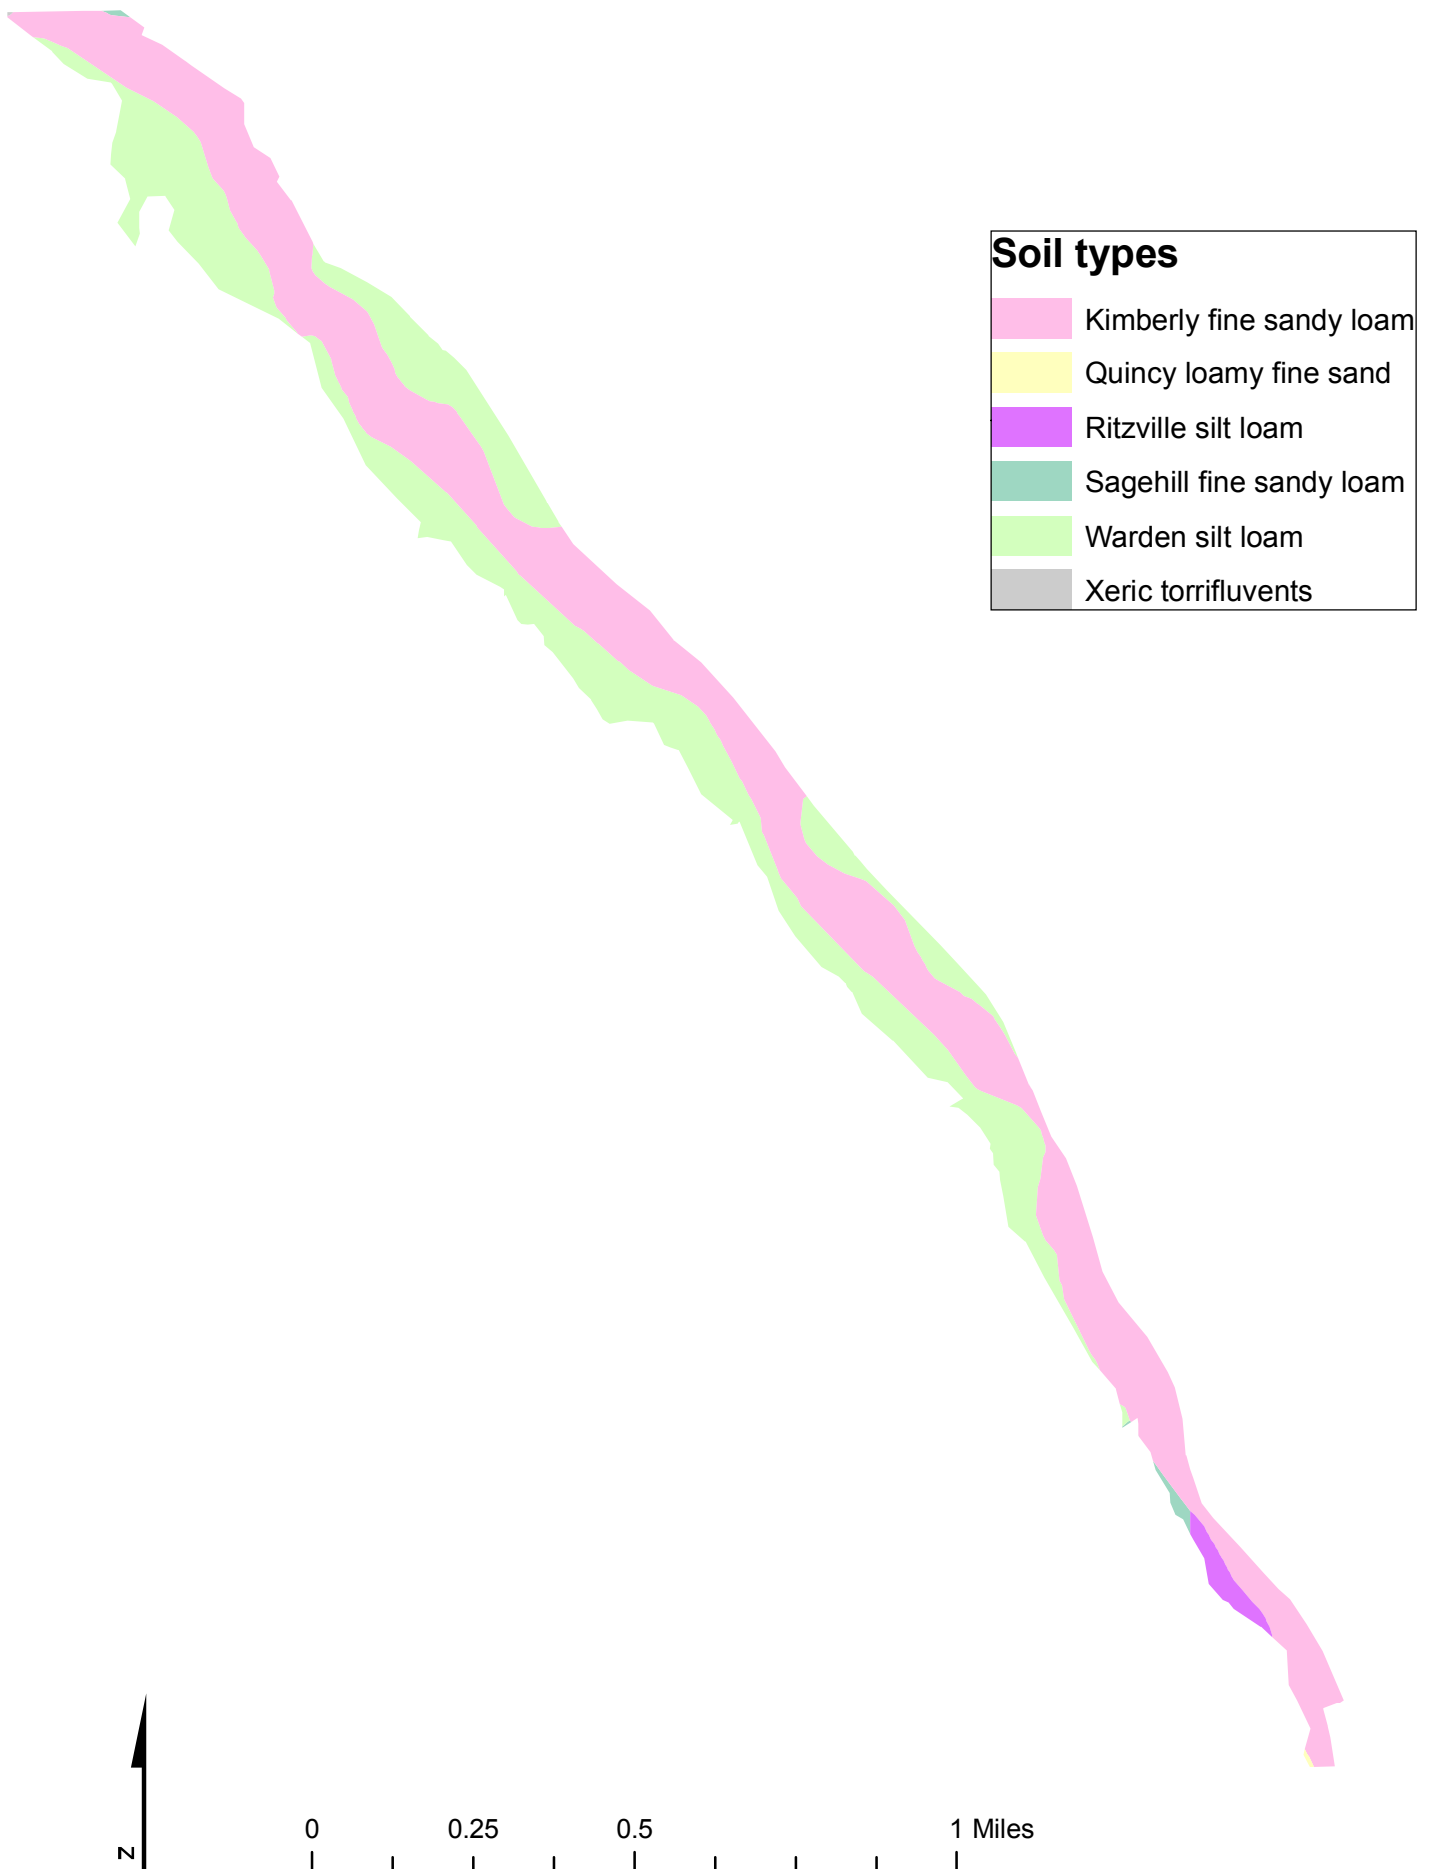 Soil types
Kimberly fine sandy loam
Quincy loamy fine sand
Ritzville silt loam
Sagehill fine sandy loam
Warden silt loam
Xeric torrifluvents
0 0.25 0.5 1 Miles
N